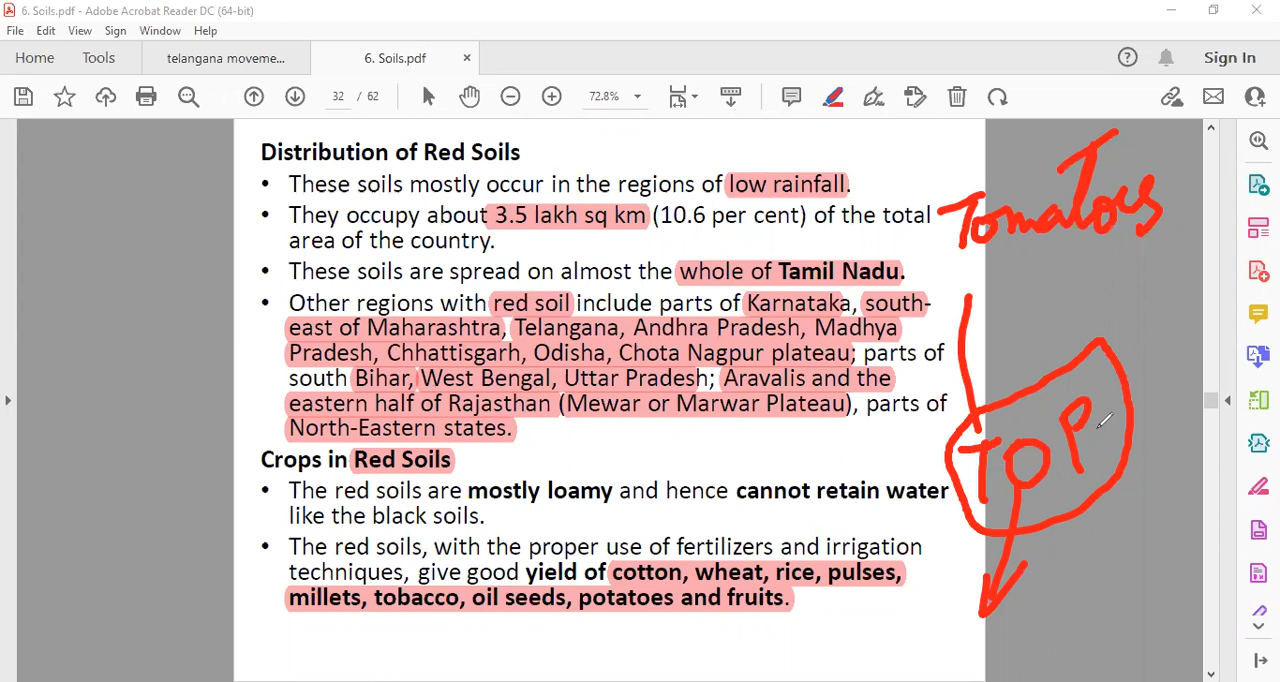 6. Soils.pdf - Adobe Acrobat Reader DC (64-bit)
File Edit View Sign Window Help
Home Tools telangana moveme... 6. Soils.pdf × Sign In
32 / 62 72.8%
Distribution of Red Soils
• These soils mostly occur in the regions of low rainfall.
• They occupy about 3.5 lakh sq km (10.6 per cent) of the total
area of the country.
• These soils are spread on almost the whole of Tamil Nadu.
• Other regions with red soil include parts of Karnataka, south-
east of Maharashtra, Telangana, Andhra Pradesh, Madhya
Pradesh, Chhattisgarh, Odisha, Chota Nagpur plateau; parts of
south Bihar, West Bengal, Uttar Pradesh; Aravalis and the
eastern half of Rajasthan (Mewar or Marwar Plateau), parts of
North-Eastern states.
Crops in Red Soils
• The red soils are mostly loamy and hence cannot retain water
like the black soils.
• The red soils, with the proper use of fertilizers and irrigation
techniques, give good yield of cotton, wheat, rice, pulses,
millets, tobacco, oil seeds, potatoes and fruits.
Tomatoes
TOP